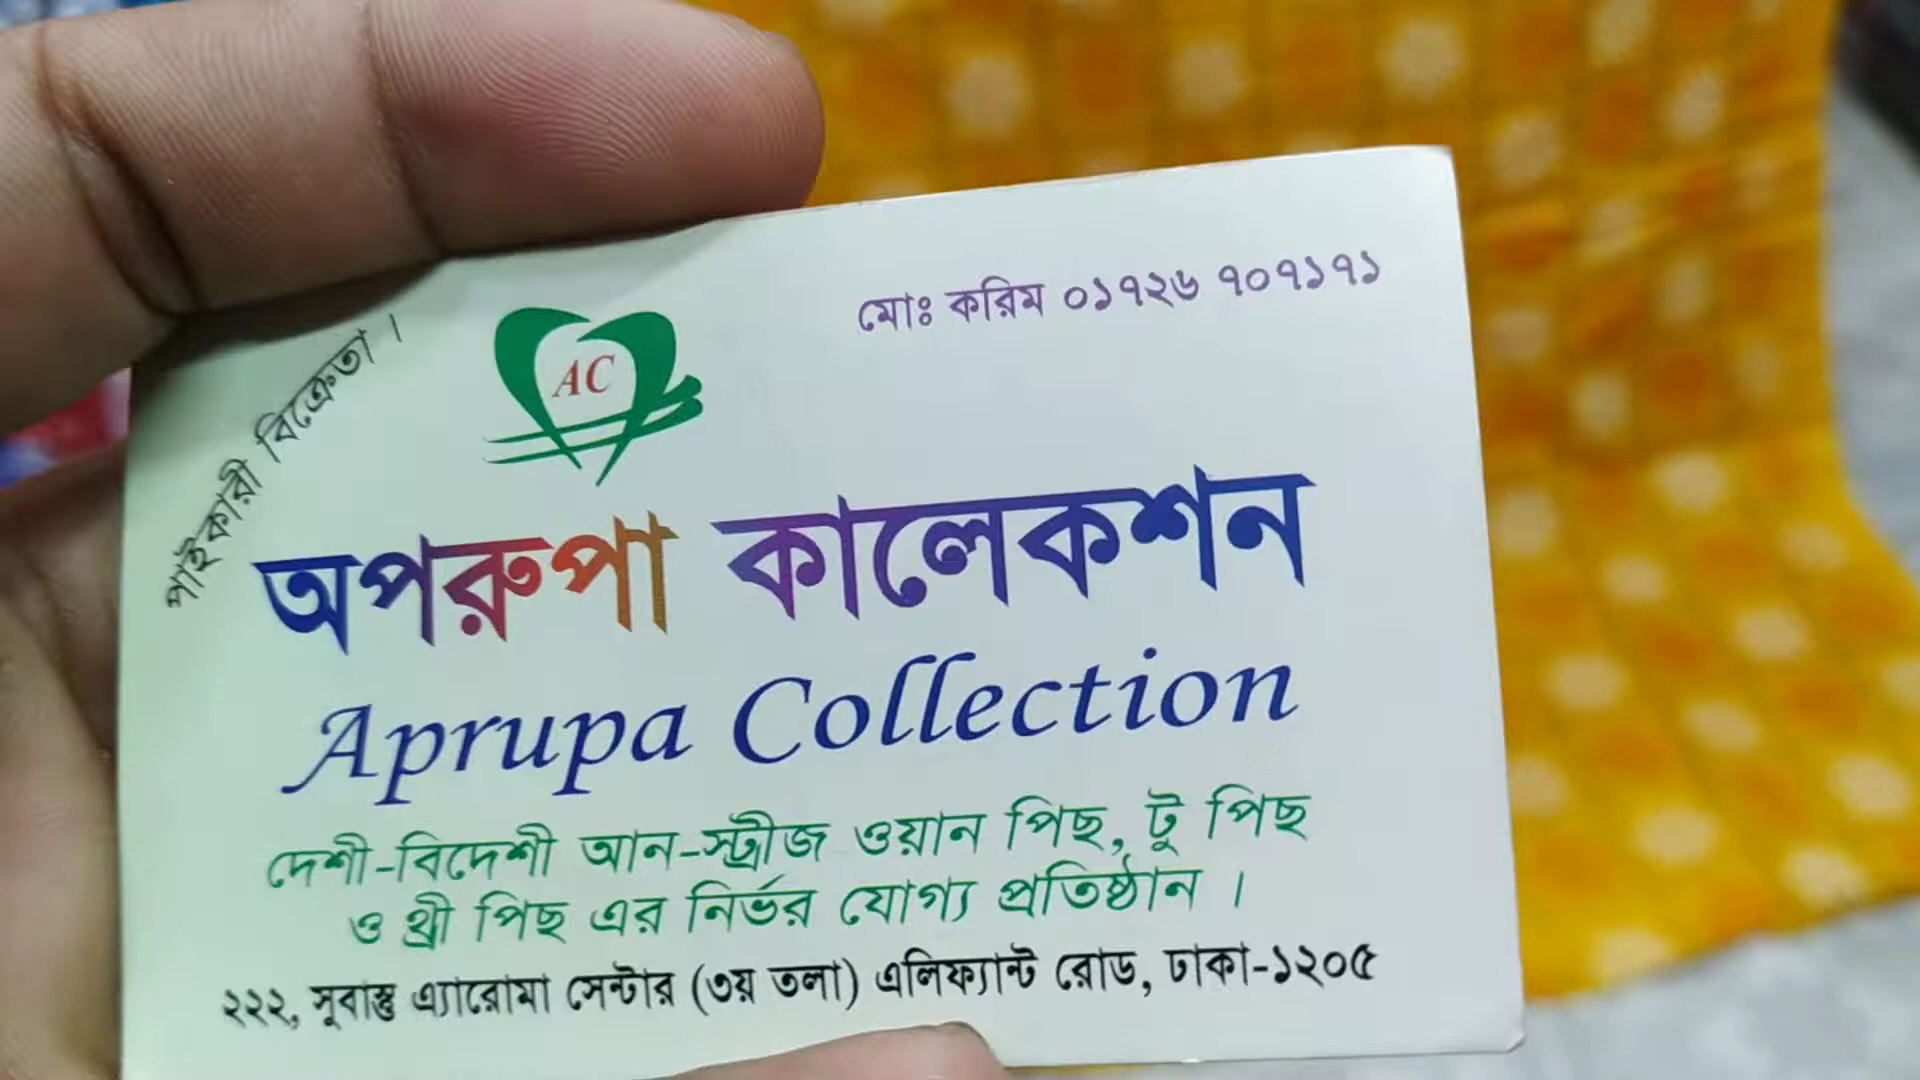 মোঃ করিম ০১৭২৬ ৭০৭১৭১
পাইকারী বিক্রেতা ।
AC
অপরুপা কালেকশন
Aprupa Collection
দেশী-বিদেশী আন-স্ট্রীজ ওয়ান পিছ, টু পিছ
ও থ্রী পিছ এর নির্ভর যোগ্য প্রতিষ্ঠান ।
২২২, সুবাস্তু এ্যারোমা সেন্টার (৩য় তলা) এলিফ্যান্ট রোড, ঢাকা-১২০৫